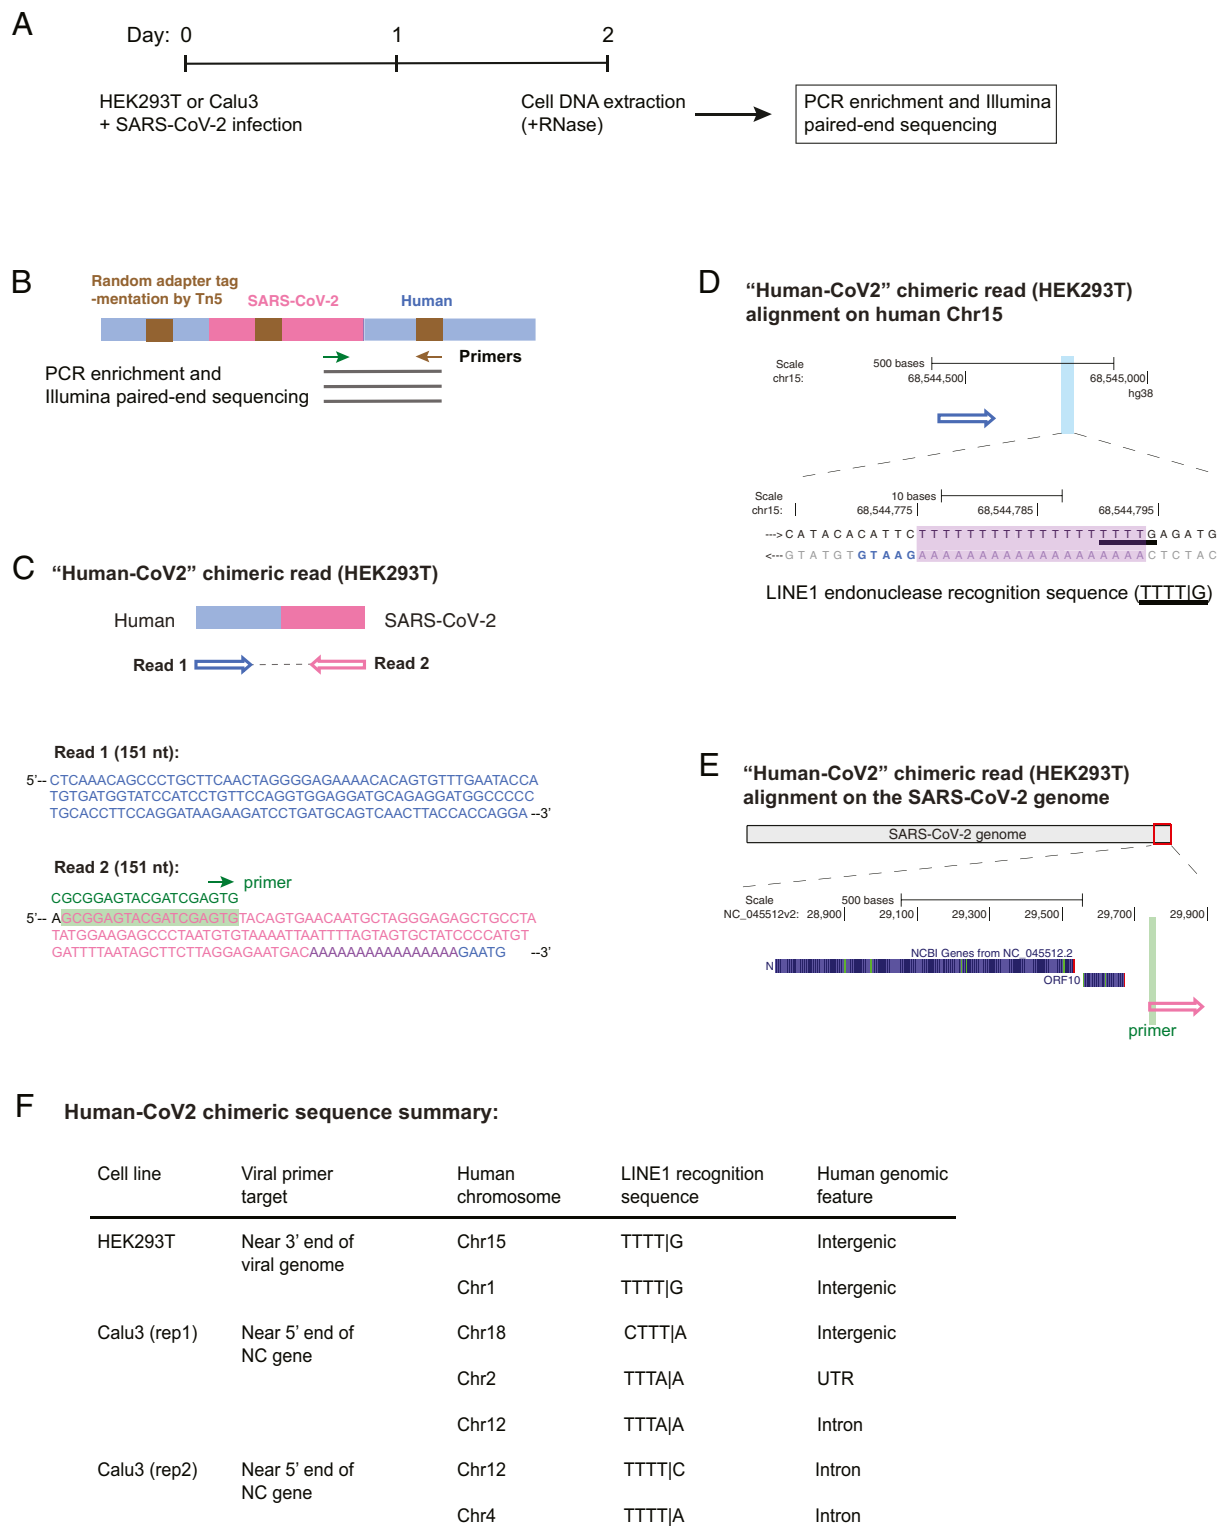 A
Day: 0 1 2
HEK293T or Calu3
+ SARS-CoV-2 infection
Cell DNA extraction
(+RNase)
PCR enrichment and Illumina
paired-end sequencing
B
Random adapter tag
-mentation by Tn5
SARS-CoV-2
Human
Primers
PCR enrichment and
Illumina paired-end sequencing
C
“Human-CoV2” chimeric read (HEK293T)
Human
SARS-CoV-2
Read 1
Read 2
Read 1 (151 nt):
5’-- CTCAAACAGCCCTGCTTCAACTAGGGGAGAAAACACAGTGTTTGAATACCA
TGTGATGGTATCCATCCTGTTCCAGGTGGAGGATGCAGAGGATGGCCCCC
TGCACCTTCCAGGATAAGAAGATCCTGATGCAGTCAACTTACCACCAGGA --3’
Read 2 (151 nt):
primer
CGCGGAGTACGATCGAGTG
5’-- AGCGGAGTACGATCGAGTGTACAGTGAACAATGCTAGGGAGAGCTGCCTA
TATGGAAGAGCCCTAATGTGTAAAATTAATTTTAGTAGTGCTATCCCCATGT
GATTTTAATAGCTTCTTAGGAGAATGACAAAAAAAAAAAAAAAAGAATG --3’
D
“Human-CoV2” chimeric read (HEK293T)
alignment on human Chr15
Scale
500 bases
chr15:
68,544,500
68,545,000
hg38
Scale
10 bases
chr15:
68,544,775
68,544,785
68,544,795
---> C A T A C A C A T T C T T T T T T T T T T T T T T T T T T T G A G A T G
<--- G T A T G T G T A A G A A A A A A A A A A A A A A A A A A A C T C T A C
LINE1 endonuclease recognition sequence (TTTT|G)
E
“Human-CoV2” chimeric read (HEK293T)
alignment on the SARS-CoV-2 genome
SARS-CoV-2 genome
Scale
500 bases
NC_045512v2:
28,900
29,100
29,300
29,500
29,700
29,900
NCBI Genes from NC_045512.2
N
ORF10
primer
F
Human-CoV2 chimeric sequence summary:
Cell line
Viral primer
target
Human
chromosome
LINE1 recognition
sequence
Human genomic
feature
HEK293T
Near 3’ end of
viral genome
Chr15
TTTT|G
Intergenic
Chr1
TTTT|G
Intergenic
Calu3 (rep1)
Near 5’ end of
NC gene
Chr18
CTTT|A
Intergenic
Chr2
TTTA|A
UTR
Chr12
TTTA|A
Intron
Calu3 (rep2)
Near 5’ end of
NC gene
Chr12
TTTT|C
Intron
Chr4
TTTT|A
Intron